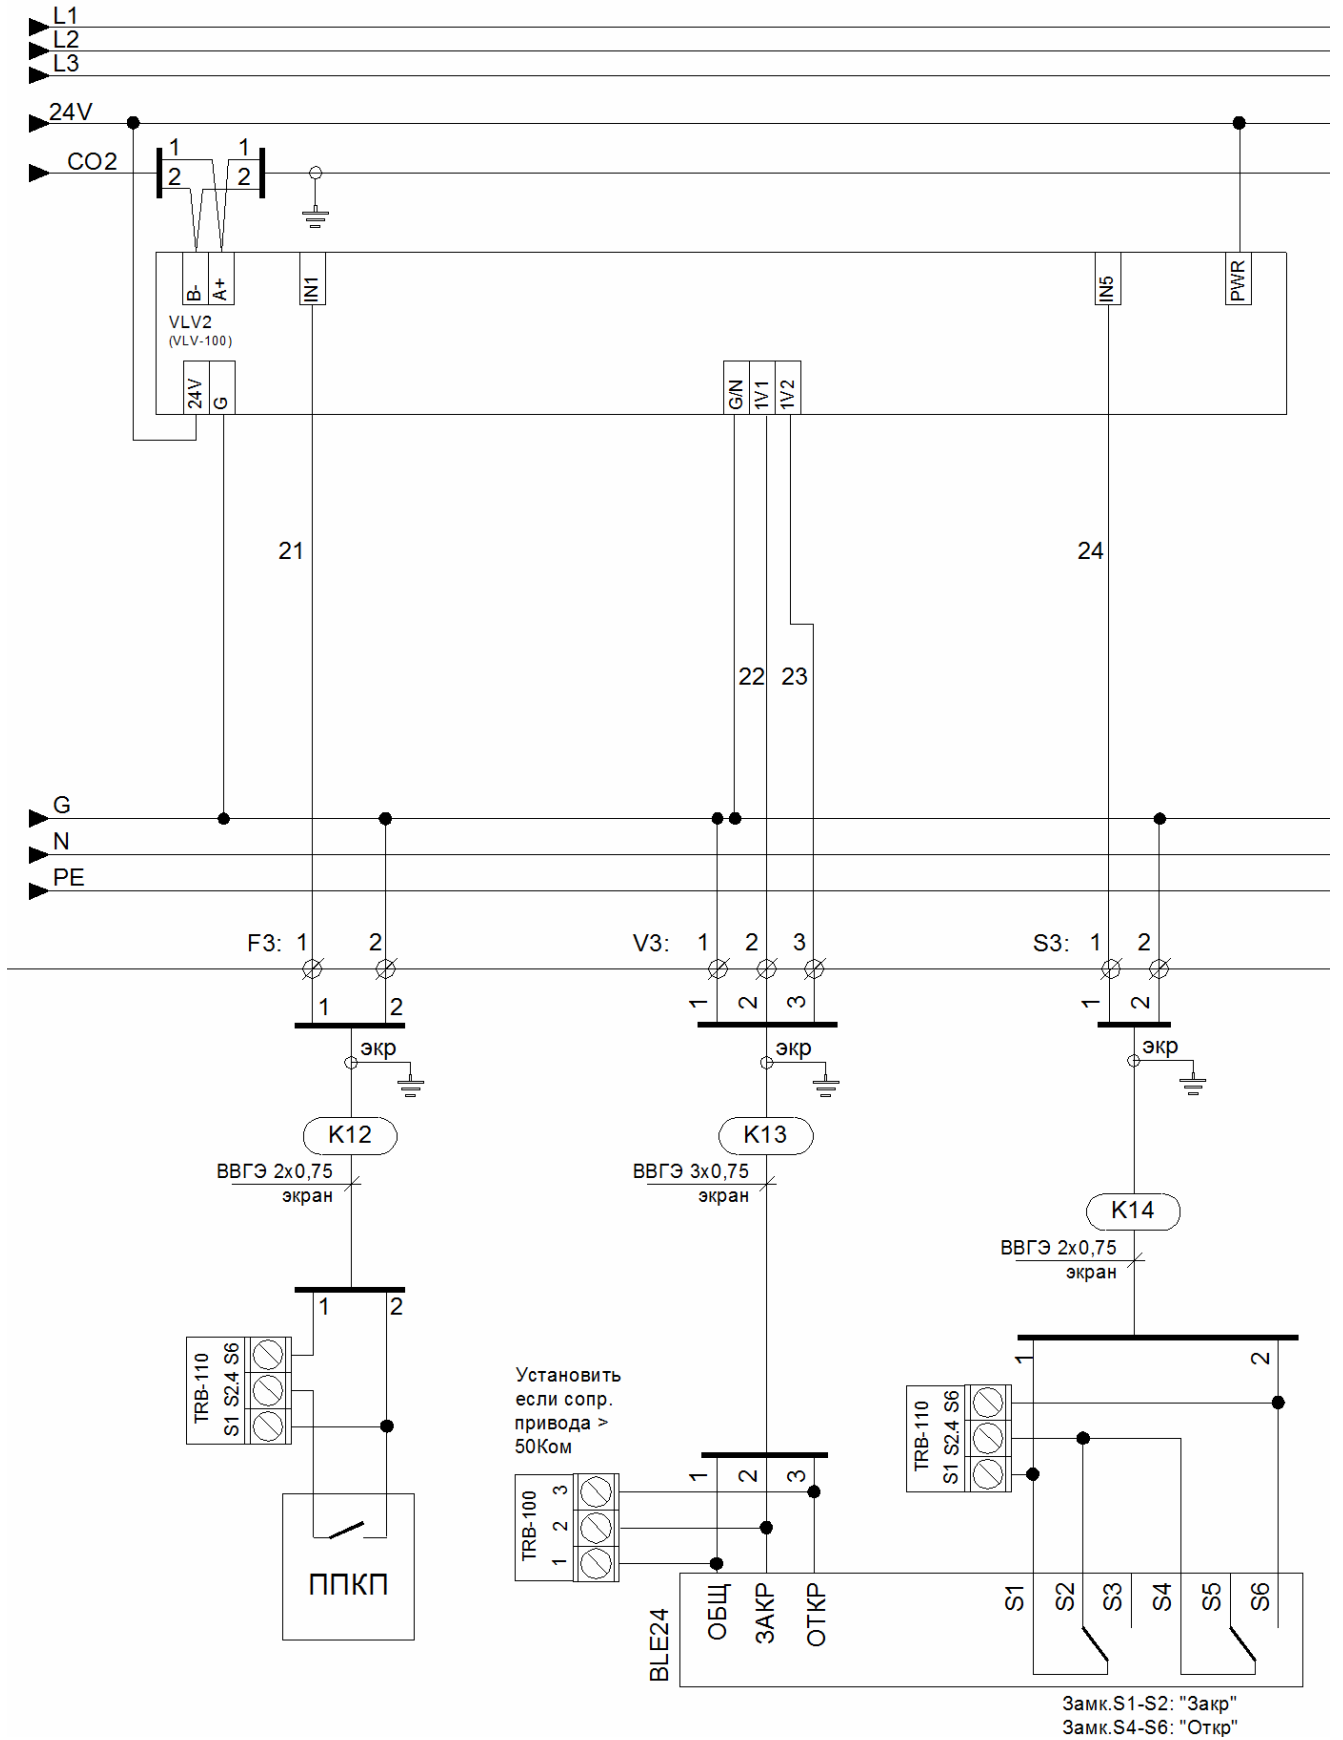 L1
L2
L3
24V
CO2
1
2
1
2
B-
A+
IN1
IN5
PWR
VLV2
(VLV-100)
24V
G
G/N
1V1
1V2
21
24
22
23
G
N
PE
F3: 1 2
V3: 1 2 3
S3: 1 2
1 2
1 2 3
1 2
экр
экр
экр
K12
K13
ВВГЭ 2x0,75
экран
ВВГЭ 3x0,75
экран
K14
ВВГЭ 2x0,75
экран
1 2
TRB-110
S1 S2.4 S6
ППКП
Установить
если сопр.
привода >
50Ком
1 2 3
TRB-100
1 2 3
1 2
TRB-110
S1 S2.4 S6
BLE24
ОБЩ
ЗАКР
ОТКР
S1
S2
S3
S4
S5
S6
Замк.S1-S2: "Закр"
Замк.S4-S6: "Откр"